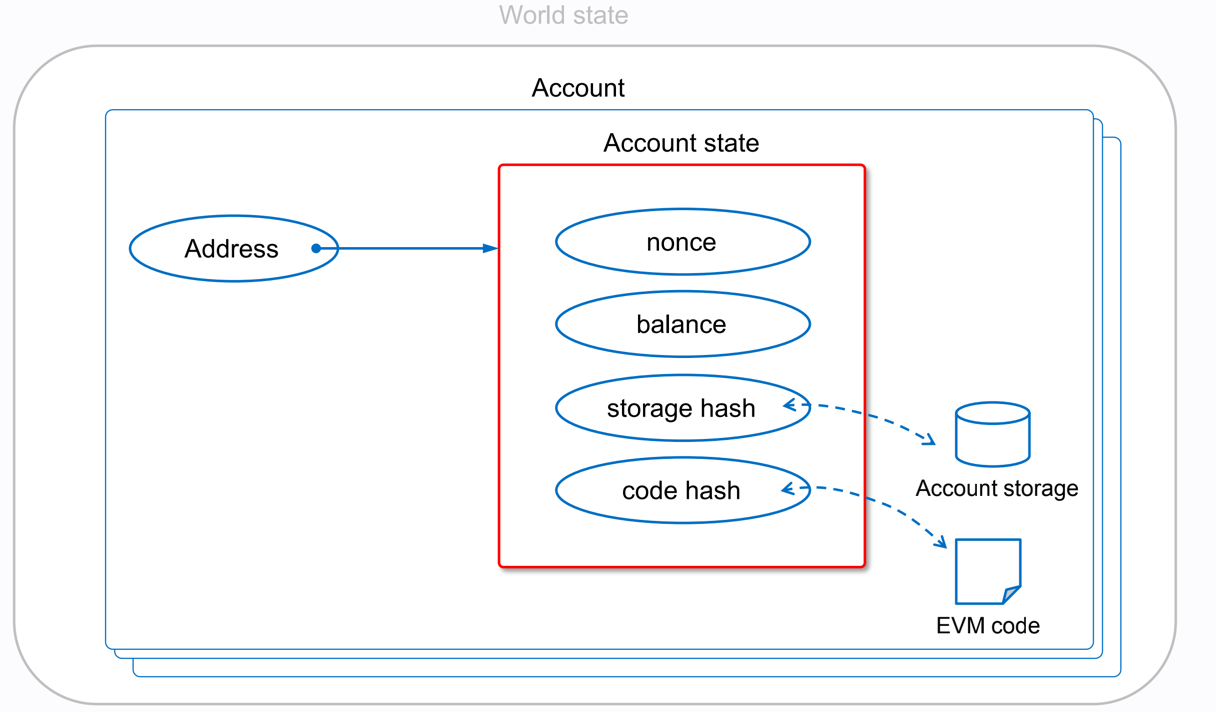 World state
Account
Account state
Address
nonce
balance
storage hash
code hash
Account storage
EVM code